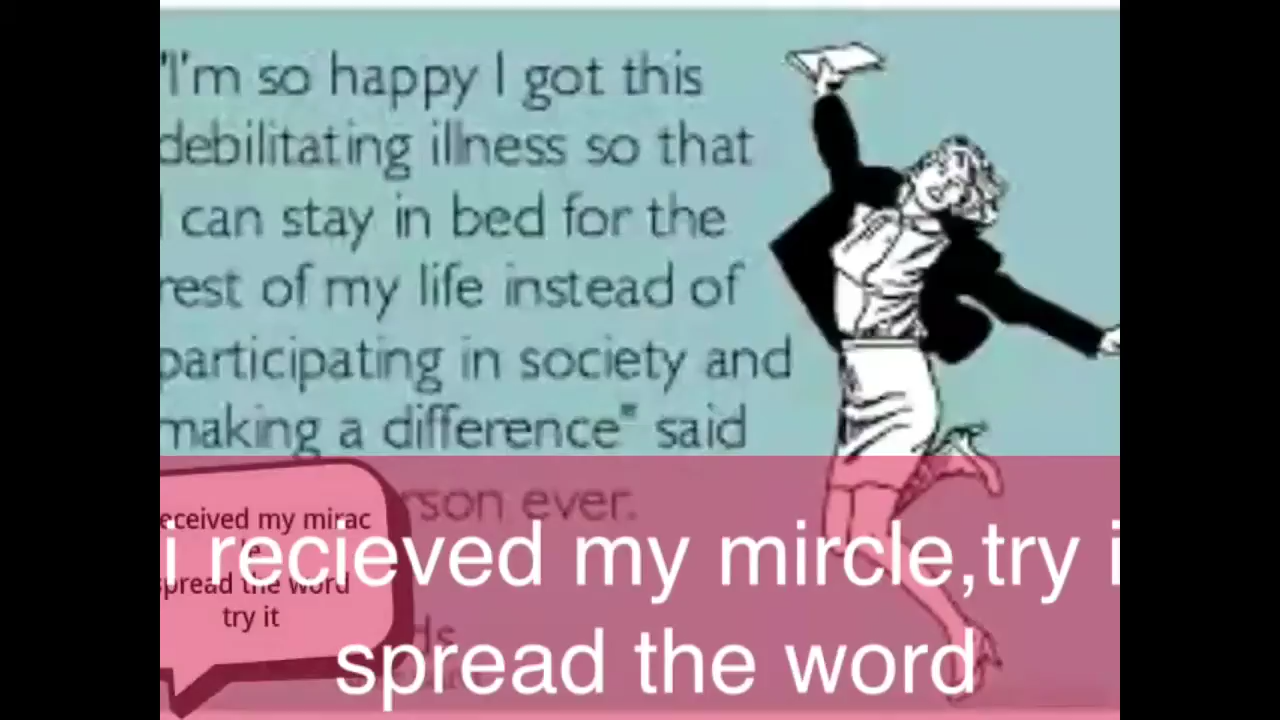 "I'm so happy I got this
debilitating illness so that
I can stay in bed for the
rest of my life instead of
participating in society and
making a difference" said
rson ever.
eceived my mirac
le
spread the word
try it
i recieved my mircle,try i
spread the word